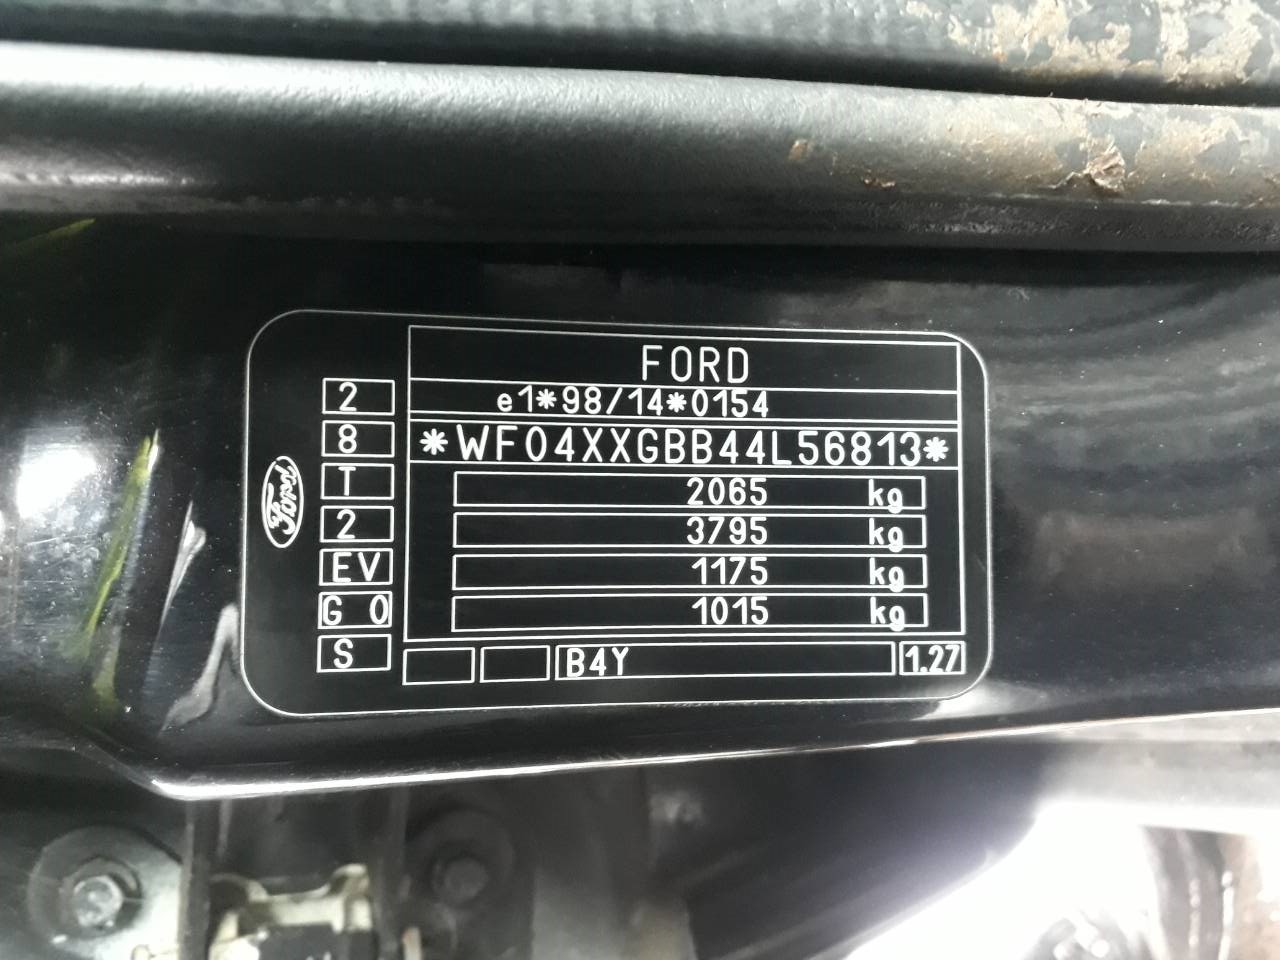 FORD
e1*98/14*0154
*WF04XXGBB44L56813*
2065 kg
3795 kg
1175 kg
1015 kg
B4Y 1.27
2
8
T
2
EV
G 0
S
Ford